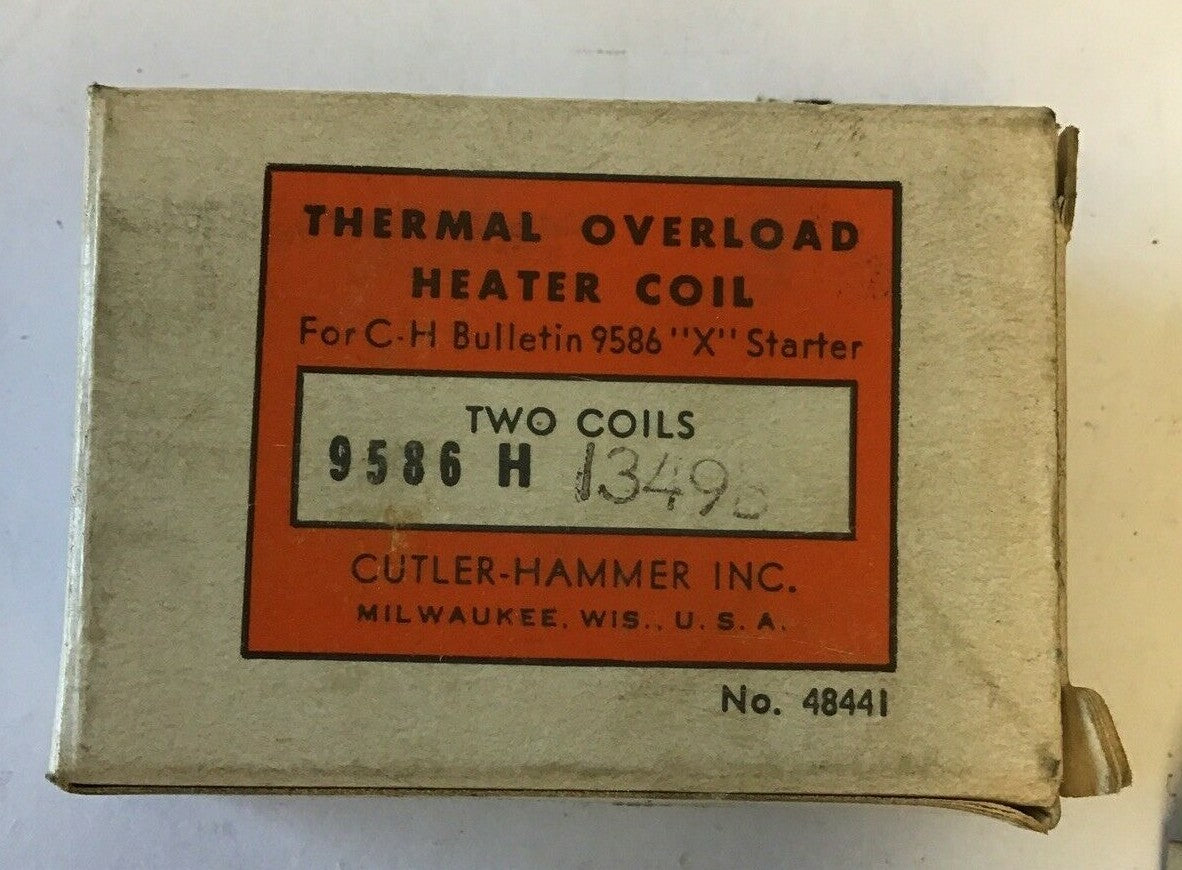 THERMAL OVERLOAD
HEATER COIL
For C-H Bulletin 9586 "X" Starter
TWO COILS
9586 H
CUTLER-HAMMER INC.
MILWAUKEE, WIS., U. S. A.
No. 48441